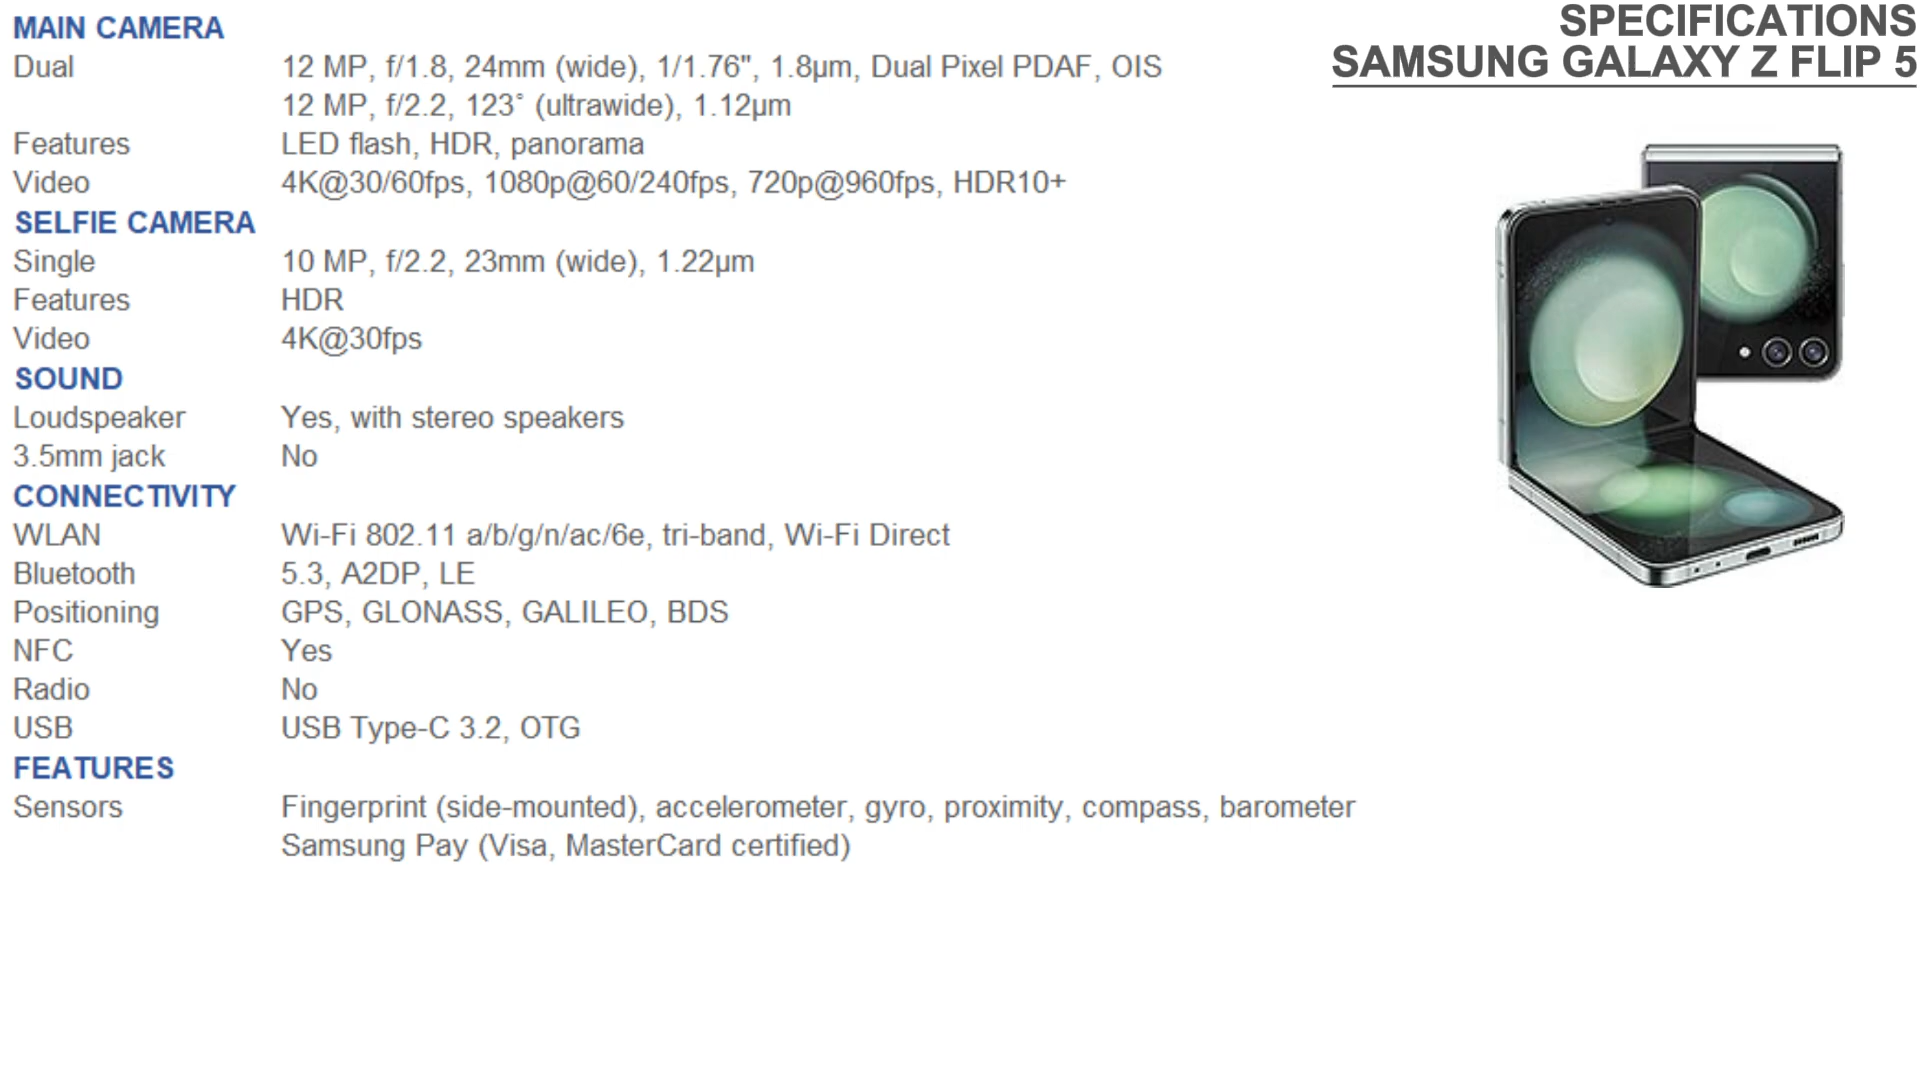 SPECIFICATIONS
SAMSUNG GALAXY Z FLIP 5
MAIN CAMERA
Dual 12 MP, f/1.8, 24mm (wide), 1/1.76", 1.8µm, Dual Pixel PDAF, OIS
12 MP, f/2.2, 123˚ (ultrawide), 1.12µm
Features LED flash, HDR, panorama
Video 4K@30/60fps, 1080p@60/240fps, 720p@960fps, HDR10+
SELFIE CAMERA
Single 10 MP, f/2.2, 23mm (wide), 1.22µm
Features HDR
Video 4K@30fps
SOUND
Loudspeaker Yes, with stereo speakers
3.5mm jack No
CONNECTIVITY
WLAN Wi-Fi 802.11 a/b/g/n/ac/6e, tri-band, Wi-Fi Direct
Bluetooth 5.3, A2DP, LE
Positioning GPS, GLONASS, GALILEO, BDS
NFC Yes
Radio No
USB USB Type-C 3.2, OTG
FEATURES
Sensors Fingerprint (side-mounted), accelerometer, gyro, proximity, compass, barometer
Samsung Pay (Visa, MasterCard certified)